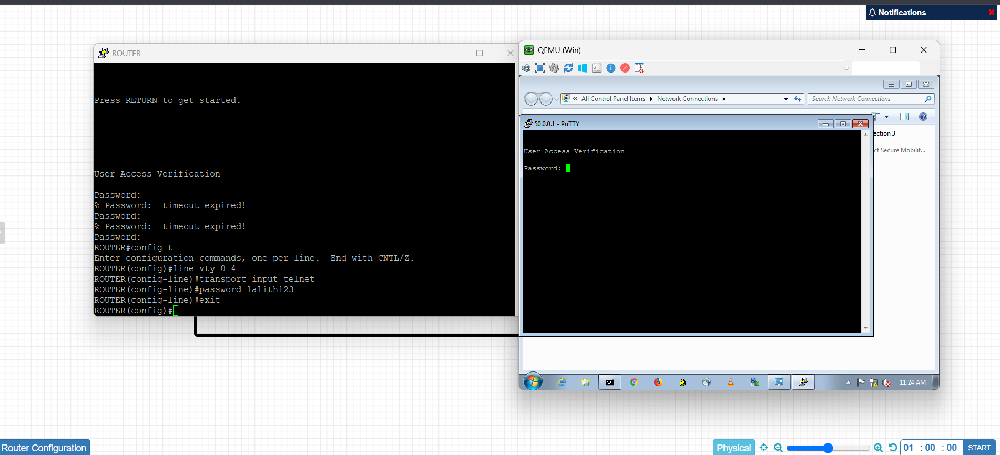 Notifications
ROUTER
Press RETURN to get started.
User Access Verification
Password:
% Password:  timeout expired!
Password:
% Password:  timeout expired!
Password:
ROUTER#config t
Enter configuration commands, one per line.  End with CNTL/Z.
ROUTER(config)#line vty 0 4
ROUTER(config-line)#transport input telnet
ROUTER(config-line)#password lalith123
ROUTER(config-line)#exit
ROUTER(config)#
QEMU (Win)
« All Control Panel Items Network Connections
Search Network Connections
50.0.0.1 - PuTTY
ection 3
ct Secure Mobilit...
User Access Verification
Password:
11:24 AM
Router Configuration
Physical
01 : 00 : 00
START